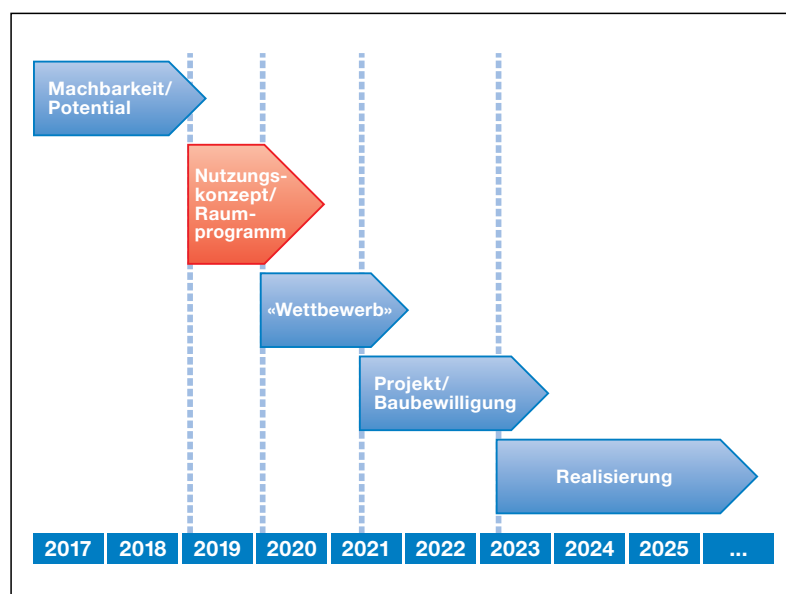 Machbarkeit/
Potential
Nutzungs-
konzept/
Raum-
programm
«Wettbewerb»
Projekt/
Baubewilligung
Realisierung
2017 2018 2019 2020 2021 2022 2023 2024 2025 ...